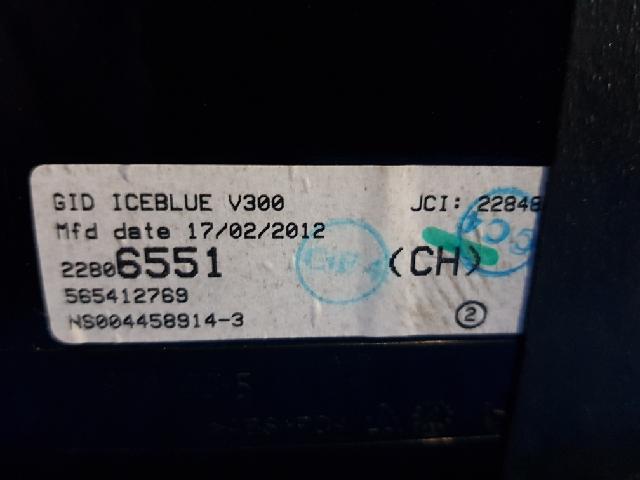 GID ICEBLUE V300 JCI: 22848
Mfd date 17/02/2012
22806551 (CH)
565412769
NS004458914-3 2